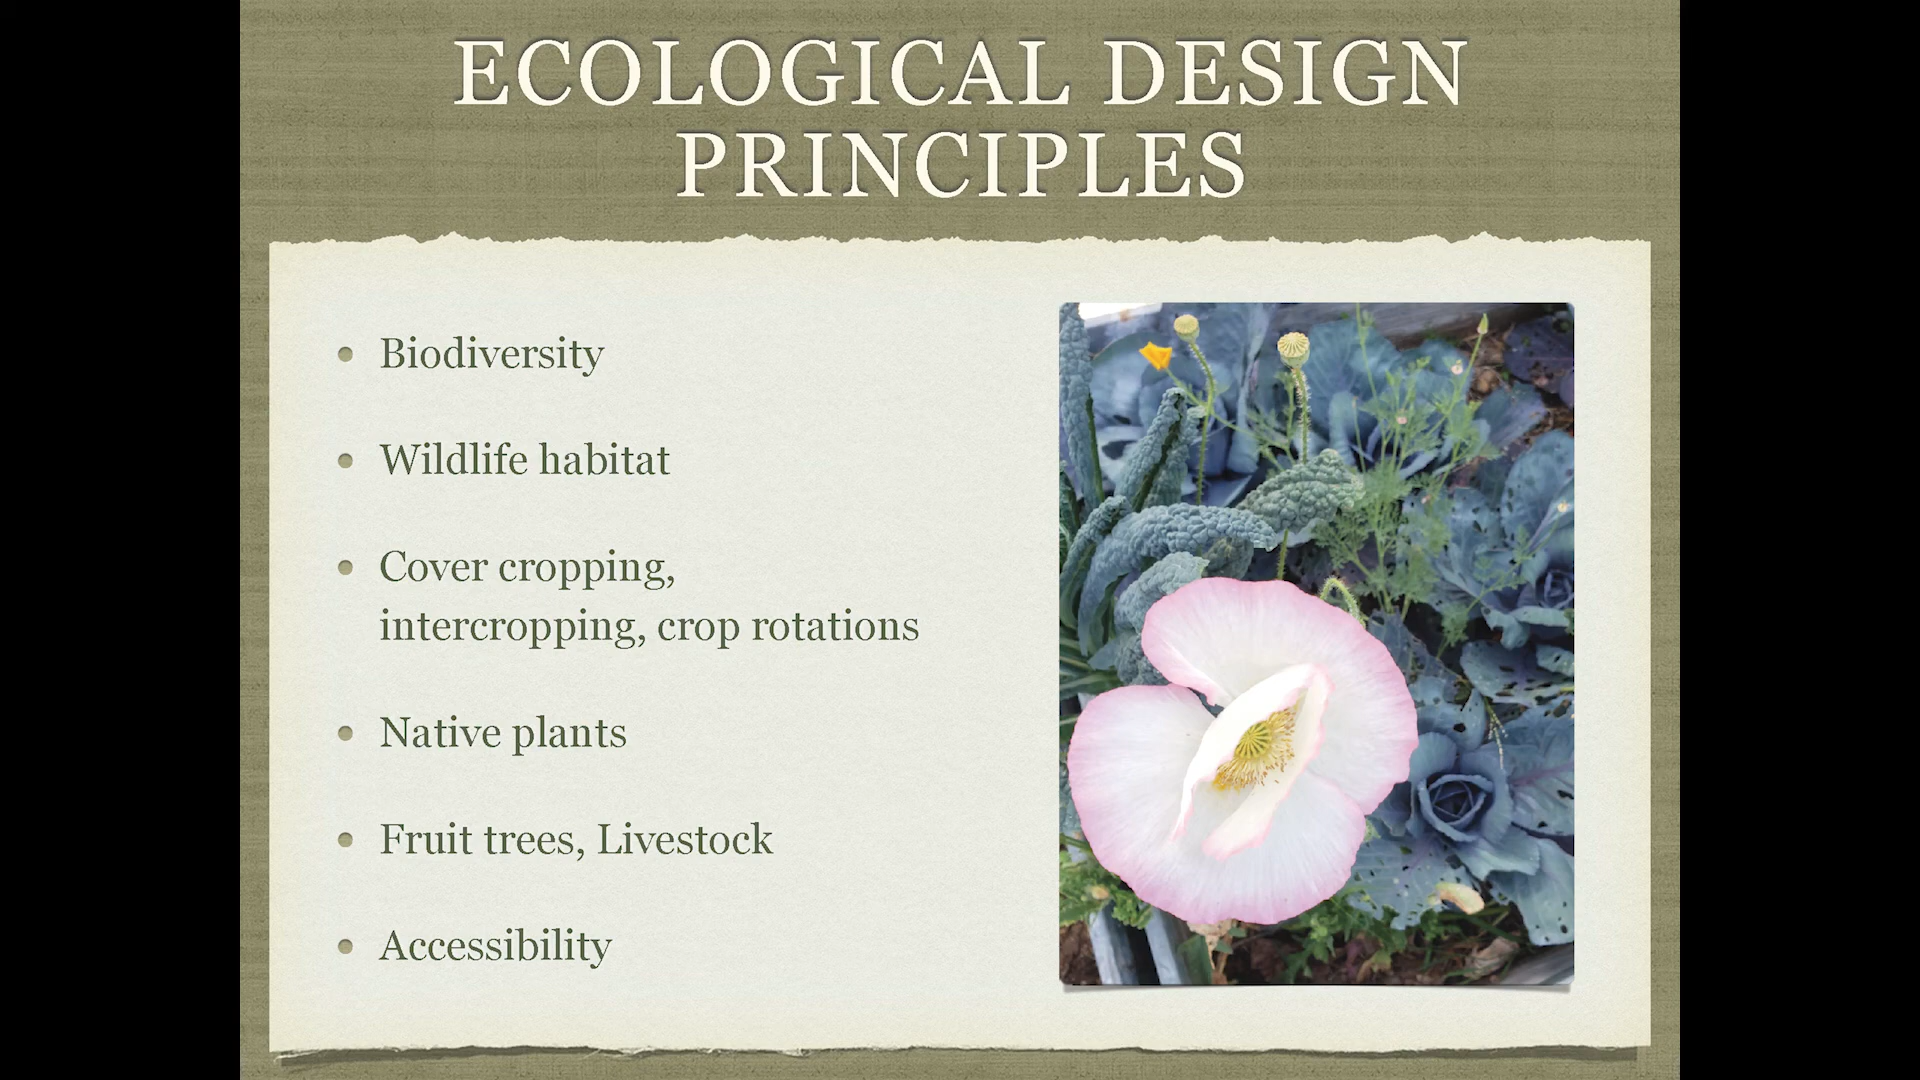 ECOLOGICAL DESIGN
PRINCIPLES
Biodiversity
Wildlife habitat
Cover cropping,
intercropping, crop rotations
Native plants
Fruit trees, Livestock
Accessibility